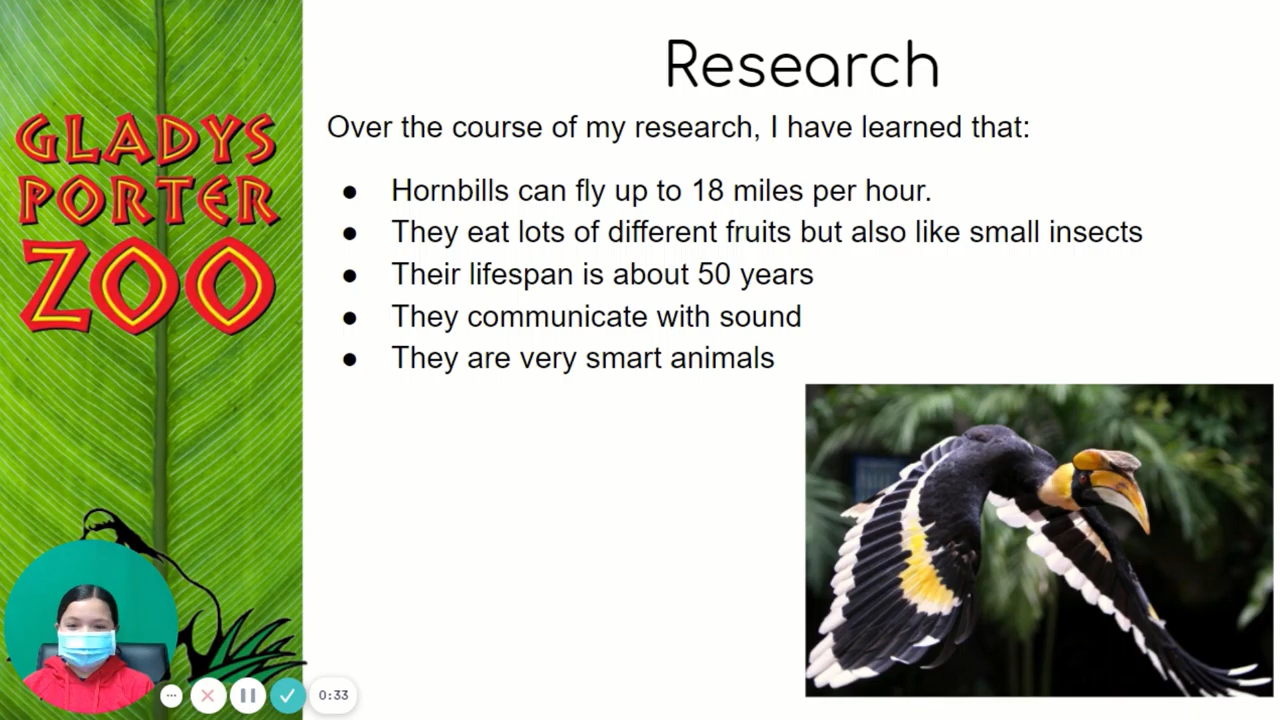 GLADYS
PORTER
ZOO
Research
Over the course of my research, I have learned that:
● Hornbills can fly up to 18 miles per hour.
● They eat lots of different fruits but also like small insects
● Their lifespan is about 50 years
● They communicate with sound
● They are very smart animals
0:33